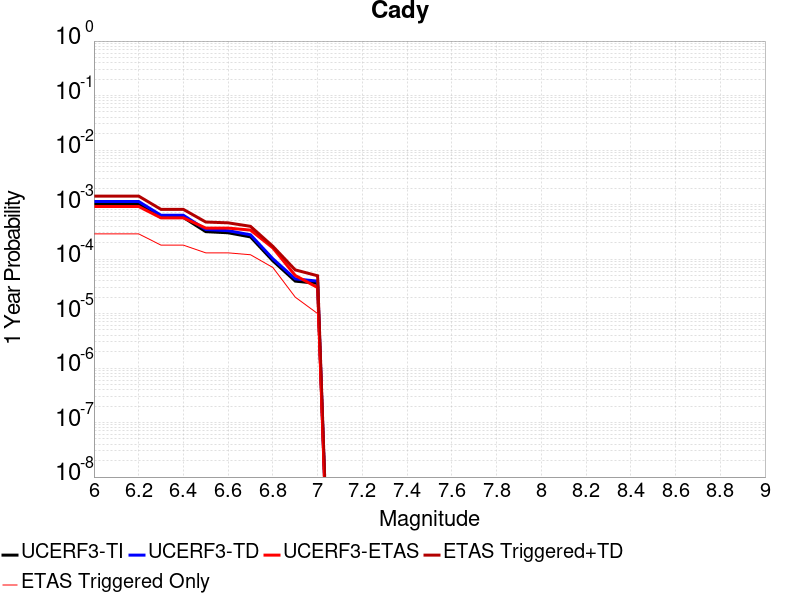 Cady
10^0
10^-1
10^-2
10^-3
10^-4
10^-5
10^-6
10^-7
10^-8
1 Year Probability
6 6.2 6.4 6.6 6.8 7 7.2 7.4 7.6 7.8 8 8.2 8.4 8.6 8.8 9
Magnitude
UCERF3-TI UCERF3-TD UCERF3-ETAS ETAS Triggered+TD
ETAS Triggered Only